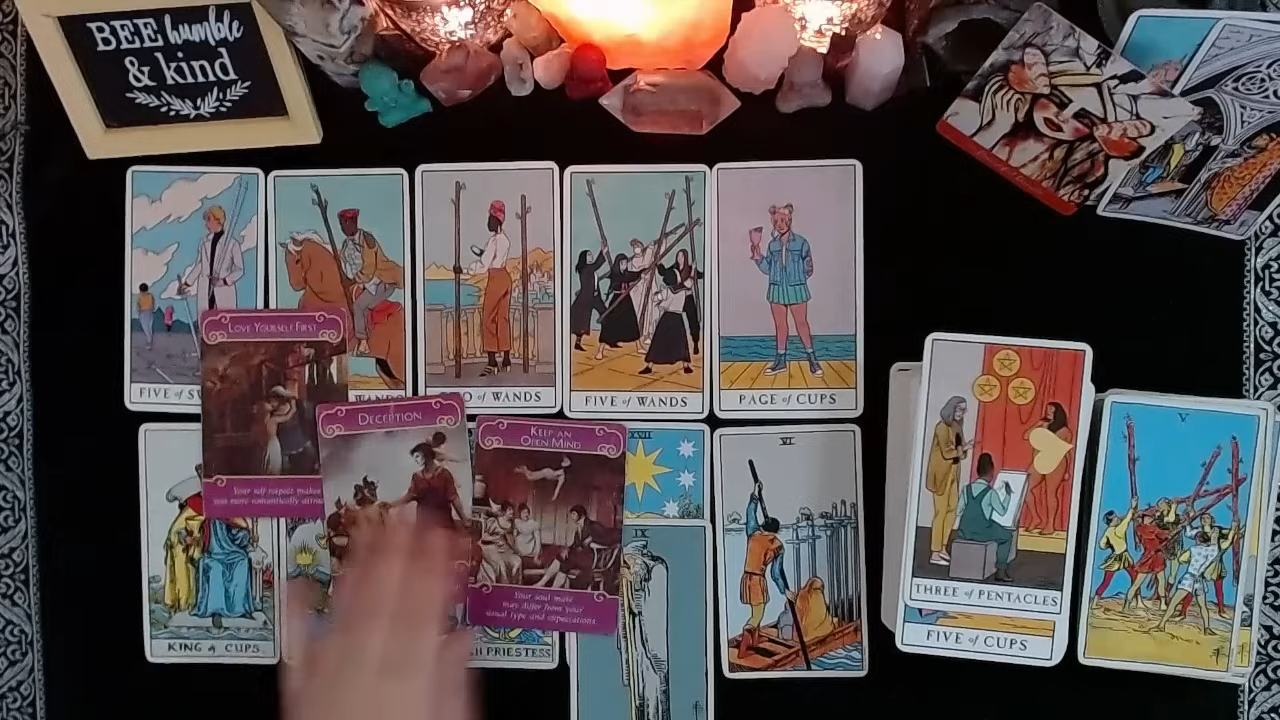 BEE humble
& kind
FIVE of
WANDS
O of WANDS
FIVE of WANDS
PAGE of CUPS
LOVE YOURSELF FIRST
Your self-respect makes
you more romantically
DECEPTION
KEEP AN
OPEN MIND
Your soul mate
may differ from your
usual type and expectations.
KING of CUPS
PRIESTESS
XVII
IX
VI
THREE of PENTACLES
FIVE of CUPS
V